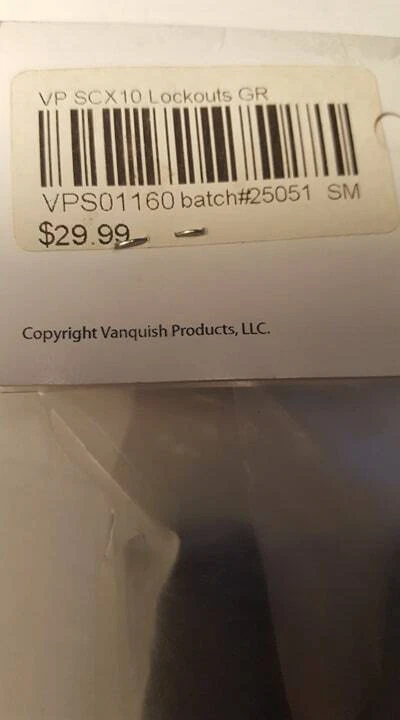 VP SCX10 Lockouts GR
VPS01160 batch#25051 SM
$29.99
Copyright Vanquish Products, LLC.